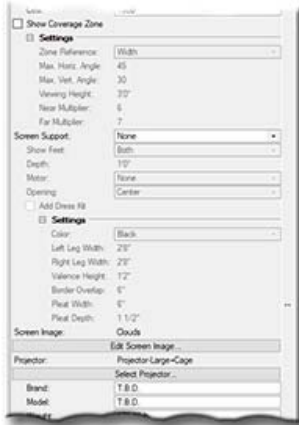 Show Coverage Zone
Settings
Zone Reference: Width
Max. Horiz. Angle: 45
Max. Vert. Angle: 30
Viewing Height: 3'0"
Near Multiplier: 6
Far Multiplier: 7
Screen Support: None
Show Feet: Both
Depth: 1'0"
Motor: None
Opening: Center
Add Dress Kit
Settings
Color: Black
Left Leg Width: 2'8"
Right Leg Width: 2'8"
Valence Height: 1'2"
Border Overlap: 6"
Pleat Width: 6"
Pleat Depth: 1 1/2"
Screen Image: Clouds
Edit Screen Image...
Projector: Projector-Large+Cage
Select Projector...
Brand: T.B.D.
Model: T.B.D.